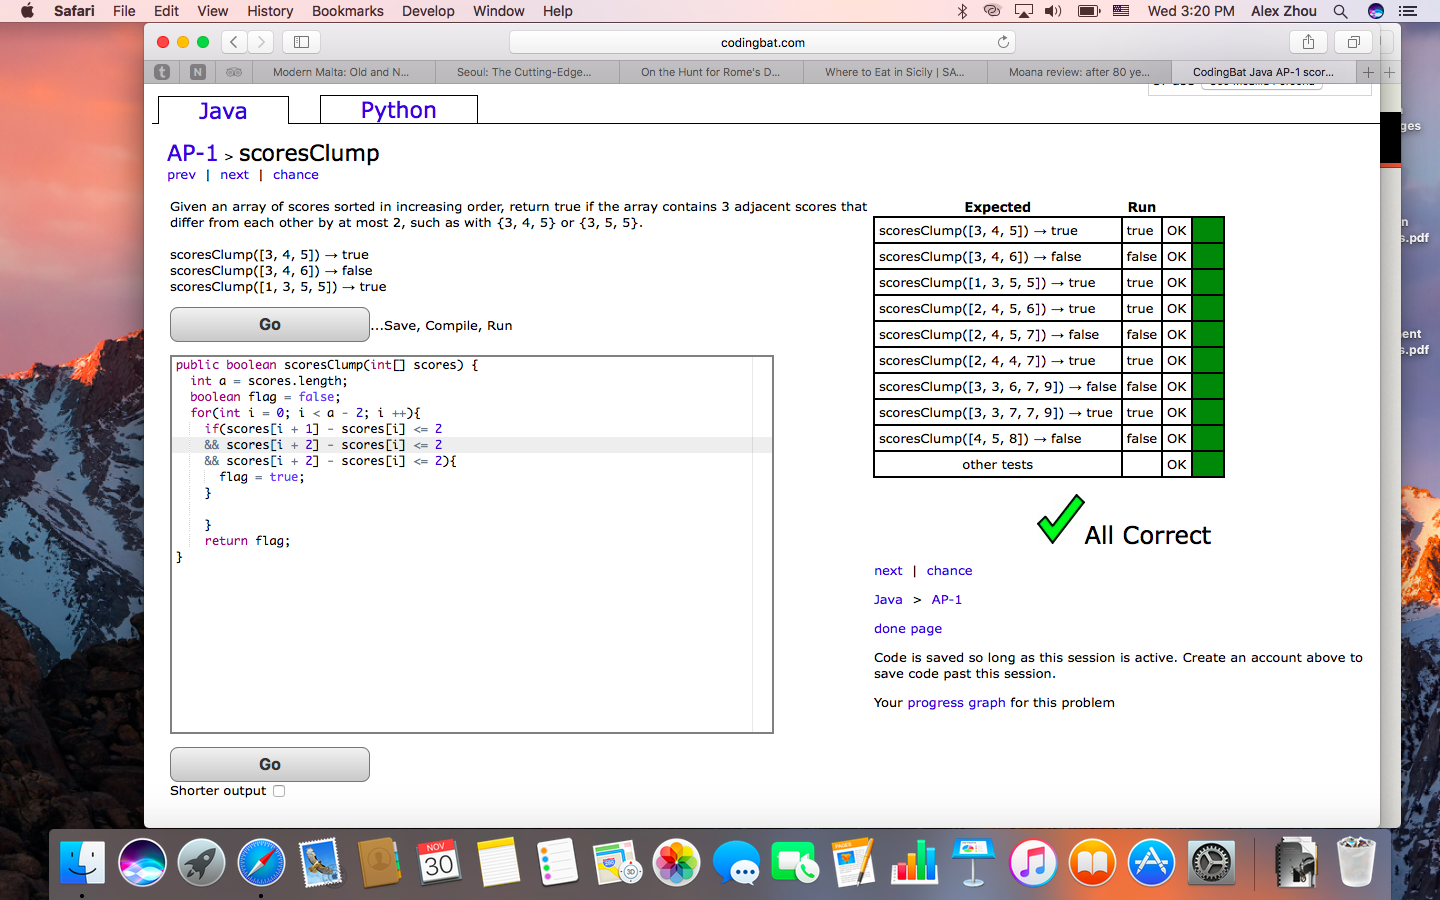 Safari File Edit View History Bookmarks Develop Window Help Wed 3:20 PM Alex Zhou
codingbat.com
t N Modern Malta: Old and N... Seoul: The Cutting-Edge... On the Hunt for Rome's D... Where to Eat in Sicily | SA... Moana review: after 80 ye... CodingBat Java AP-1 scor...
Java Python
AP-1 > scoresClump
prev | next | chance
Given an array of scores sorted in increasing order, return true if the array contains 3 adjacent scores that
differ from each other by at most 2, such as with {3, 4, 5} or {3, 5, 5}.
scoresClump([3, 4, 5]) → true
scoresClump([3, 4, 6]) → false
scoresClump([1, 3, 5, 5]) → true
Go ...Save, Compile, Run
public boolean scoresClump(int[] scores) {
int a = scores.length;
boolean flag = false;
for(int i = 0; i < a - 2; i ++){
if(scores[i + 1] - scores[i] <= 2
&& scores[i + 2] - scores[i] <= 2
&& scores[i + 2] - scores[i] <= 2){
flag = true;
}
}
return flag;
}
Go
Shorter output
Expected Run
scoresClump([3, 4, 5]) → true true OK
scoresClump([3, 4, 6]) → false false OK
scoresClump([1, 3, 5, 5]) → true true OK
scoresClump([2, 4, 5, 6]) → true true OK
scoresClump([2, 4, 5, 7]) → false false OK
scoresClump([2, 4, 4, 7]) → true true OK
scoresClump([3, 3, 6, 7, 9]) → false false OK
scoresClump([3, 3, 7, 7, 9]) → true true OK
scoresClump([4, 5, 8]) → false false OK
other tests OK
All Correct
next | chance
Java > AP-1
done page
Code is saved so long as this session is active. Create an account above to
save code past this session.
Your progress graph for this problem
ges
n
s.pdf
ent
s.pdf
NOV
30
3D
PAGES